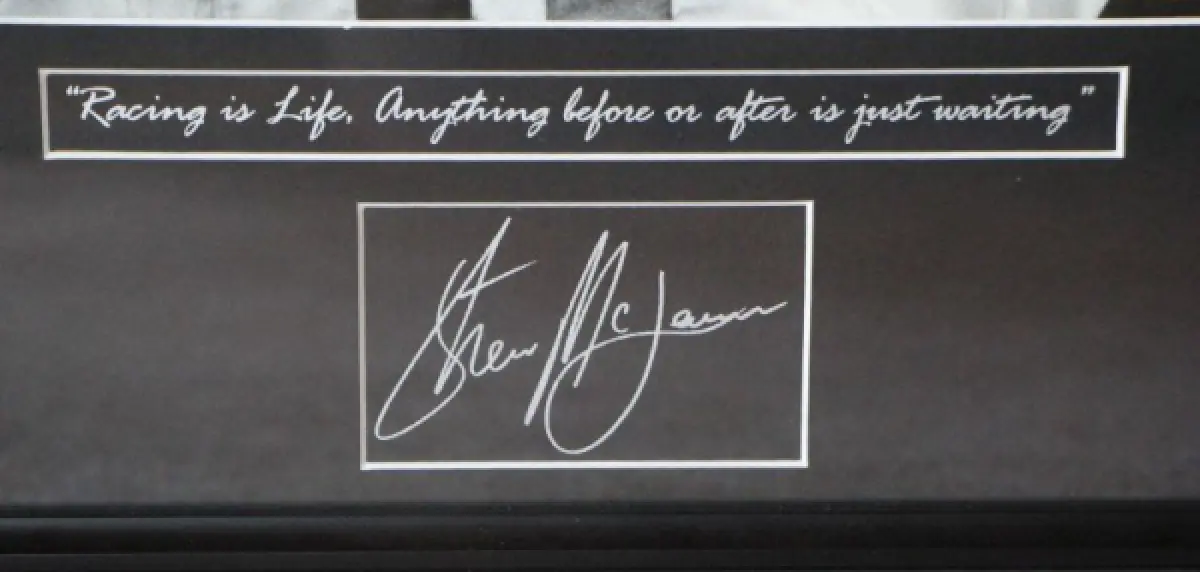 “Racing is Life. Anything before or after is just waiting”